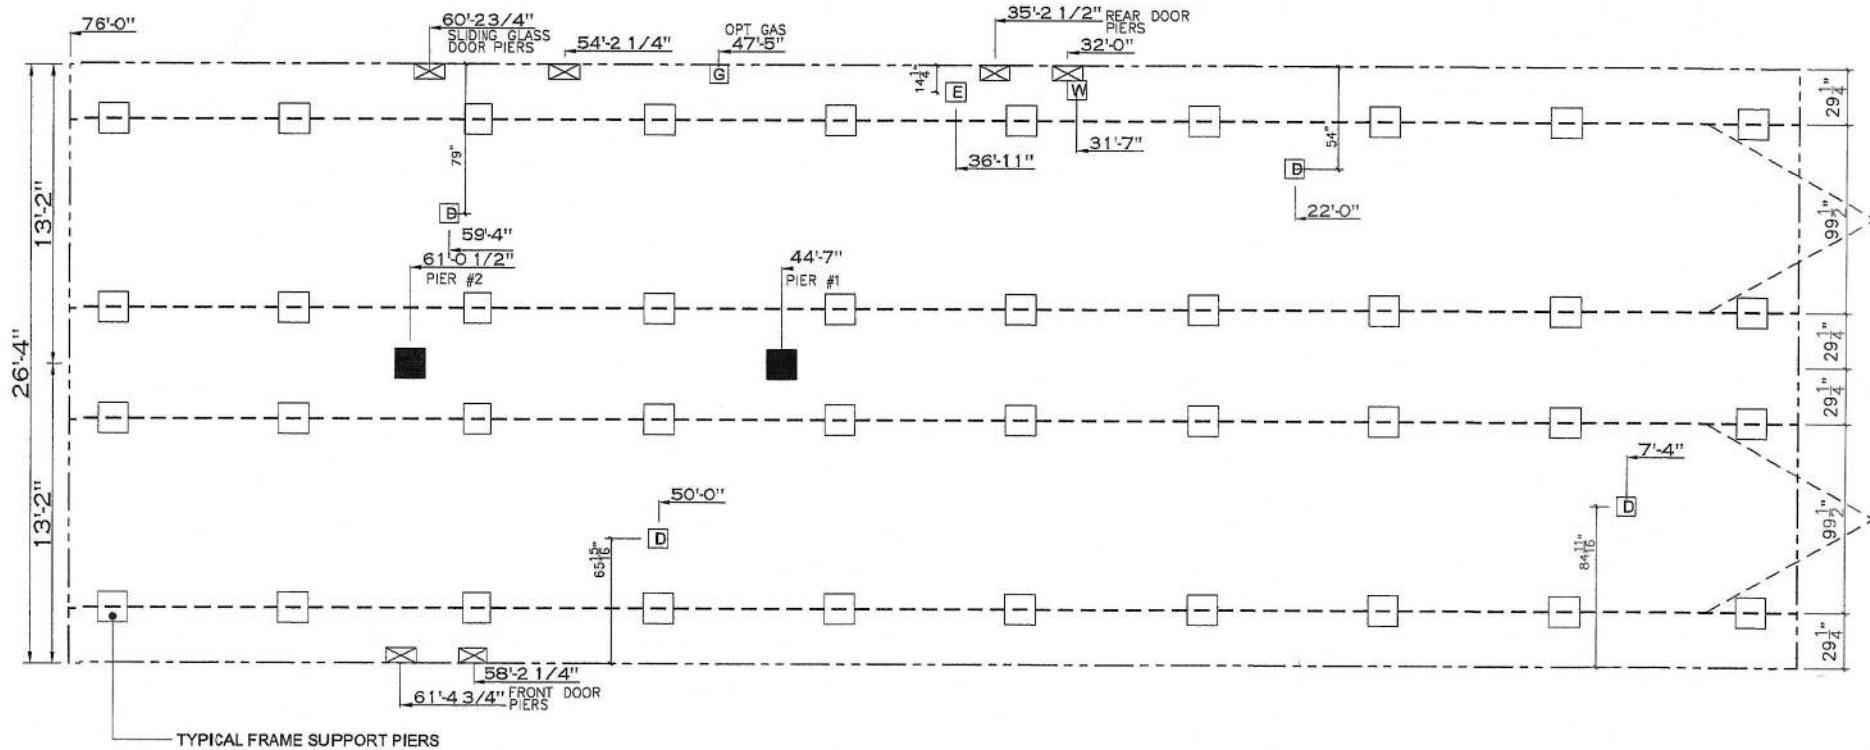 76'-0"
60'-2 3/4"
SLIDING GLASS
DOOR PIERS
54'-2 1/4"
OPT GAS
47'-5"
35'-2 1/2" REAR DOOR
PIERS
32'-0"
G
14 1/4"
E
W
29 1/4"
79"
36'-11"
31'-7"
54"
D
22'-0"
D
59'-4"
13'-2"
99 1/2"
61'-0 1/2"
PIER #2
44'-7"
PIER #1
26'-4"
29 1/4"
29 1/4"
7'-4"
D
13'-2"
50'-0"
D
65 15/16"
84 11/16"
99 1/2"
29 1/4"
58'-2 1/4"
61'-4 3/4" FRONT DOOR
PIERS
TYPICAL FRAME SUPPORT PIERS